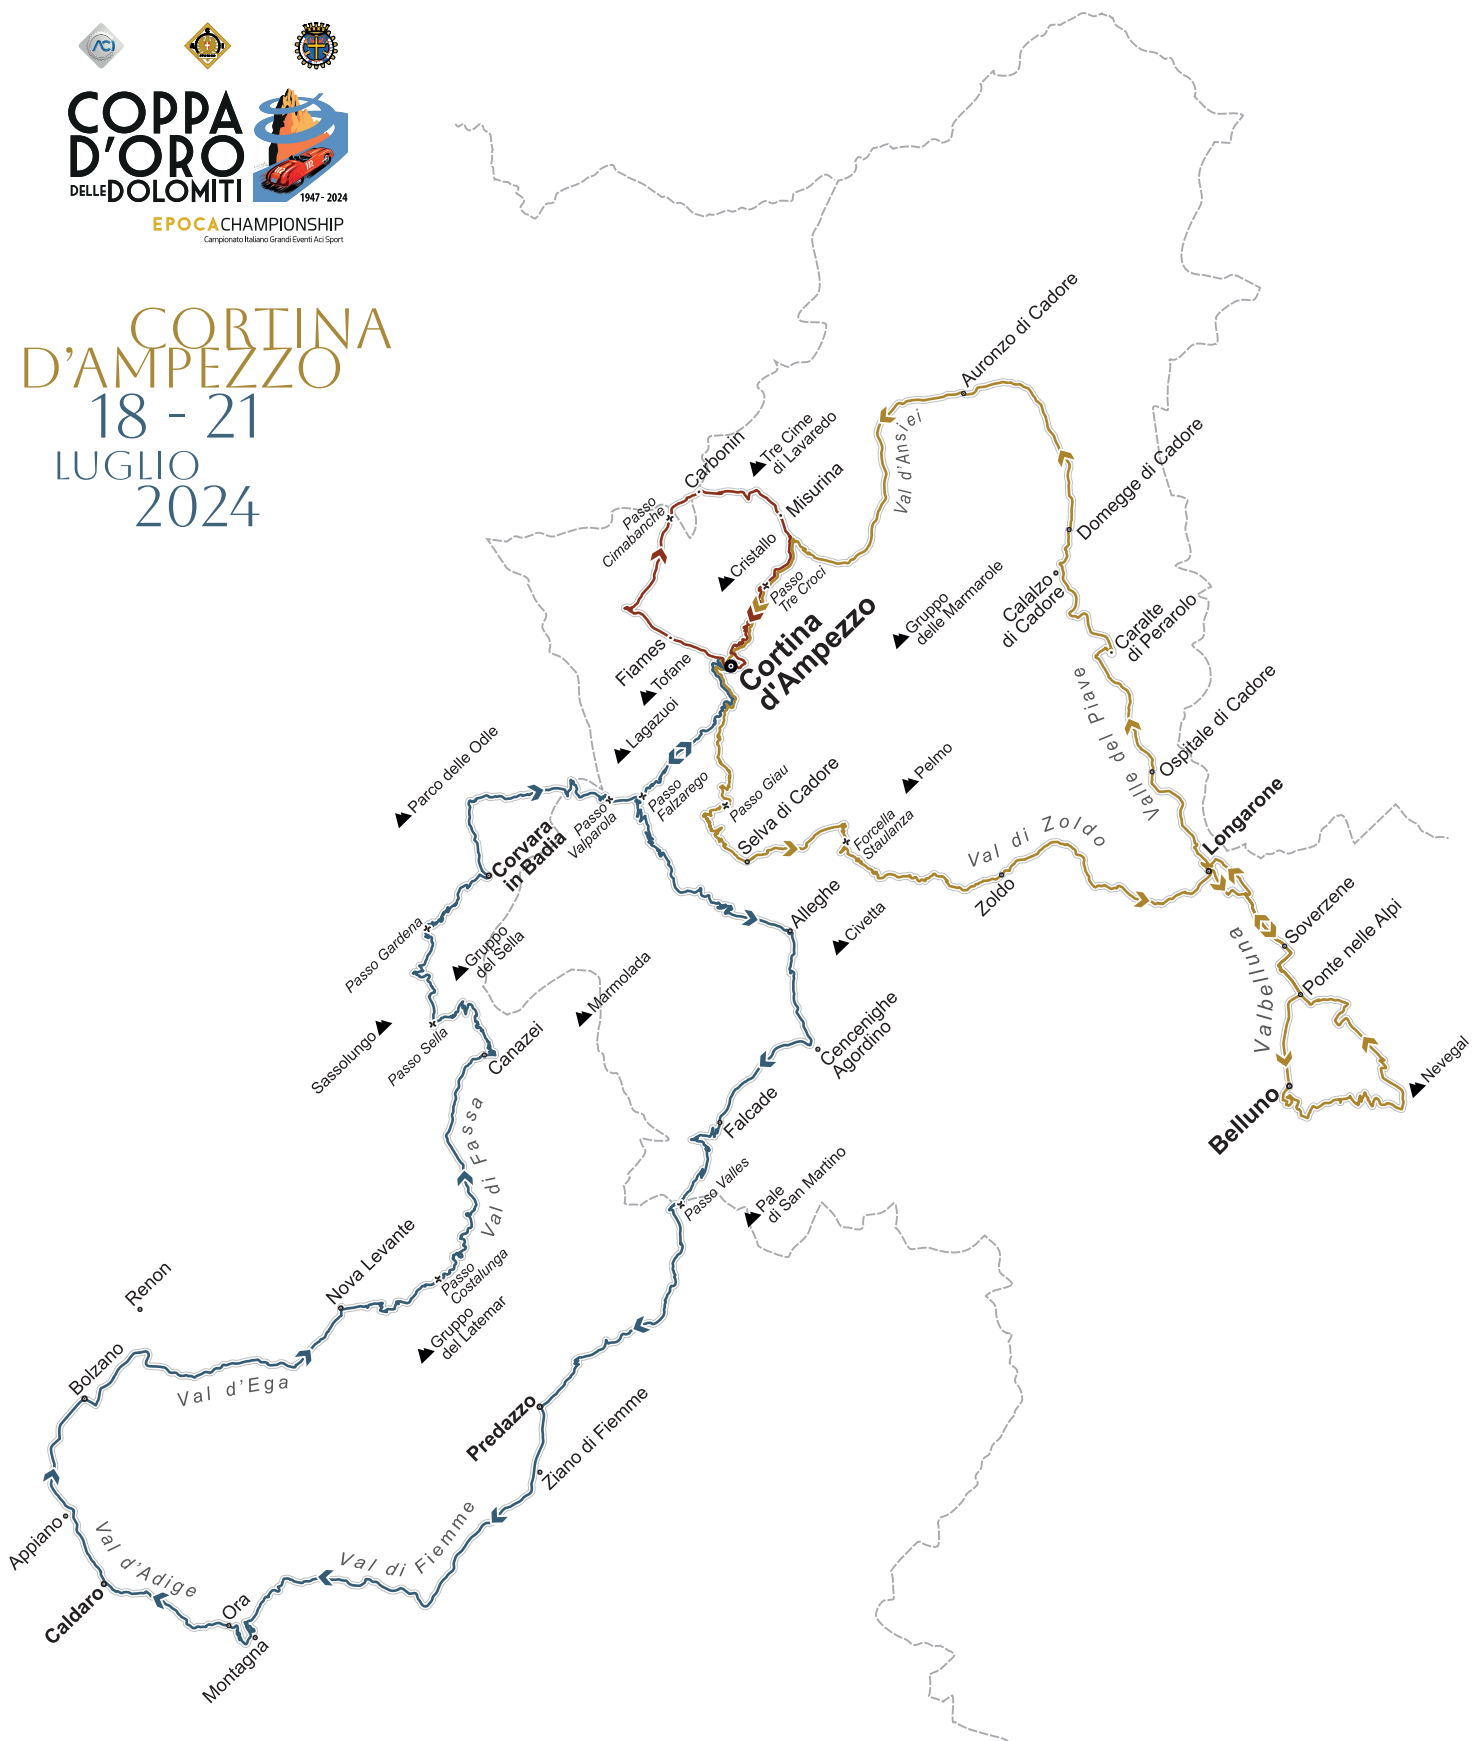 ACI
COPPA
D'ORO
DELLE DOLOMITI
112
1947 - 2024
EPOCA CHAMPIONSHIP
Campionato Italiano Grandi Eventi Aci Sport
CORTINA
D'AMPEZZO
18 - 21
LUGLIO
2024
Auronzo di Cadore
Val d'Ansiei
Domegge di Cadore
Calalzo
di Cadore
Caralte
di Perarolo
Carbonin
Tre Cime
di Lavaredo
Misurina
Passo
Cimabanche
Cristallo
Passo
Tre Croci
Cortina
d'Ampezzo
Gruppo
delle Marmarole
Fiames
Tofane
Lagazuoi
Valle del Piave
Ospitale di Cadore
Parco delle Odle
Passo
Falzarego
Passo
Valparola
Passo Giau
Selva di Cadore
Pelmo
Forcella
Staulanza
Val di Zoldo
Zoldo
Longarone
Corvara
in Badia
Soverzene
Ponte nelle Alpi
Valbelluna
Alleghe
Civetta
Passo Gardena
Gruppo
del Sella
Marmolada
Sassolungo
Passo Sella
Canazei
Cencenighe
Agordino
Nevegal
Belluno
Falcade
Val di Fassa
Passo Valles
Pale
di San Martino
Nova Levante
Passo
Costalunga
Renon
Gruppo
del Latemar
Bolzano
Val d'Ega
Predazzo
Ziano di Fiemme
Val di Fiemme
Appiano
Val d'Adige
Caldaro
Ora
Montagna